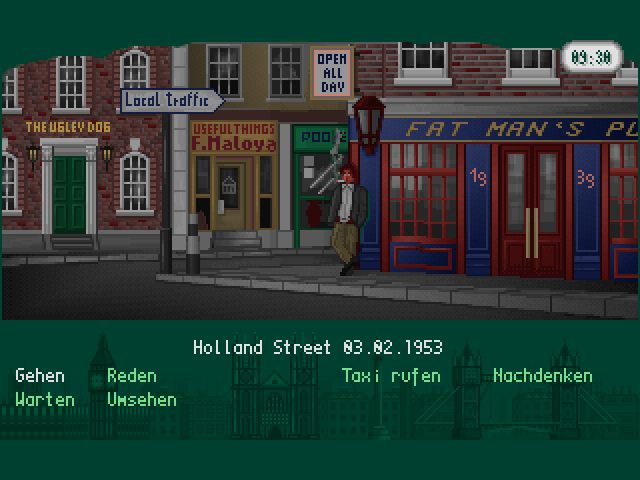 09:30
OPEN
ALL
DAY
Local Traffic
THE UGLEY DOG
USEFUL THINGS
F.Maloya
POO
FAT MAN'S
19
39
Holland Street 03.02.1953
Gehen Reden Taxi rufen Nachdenken
Warten Umsehen